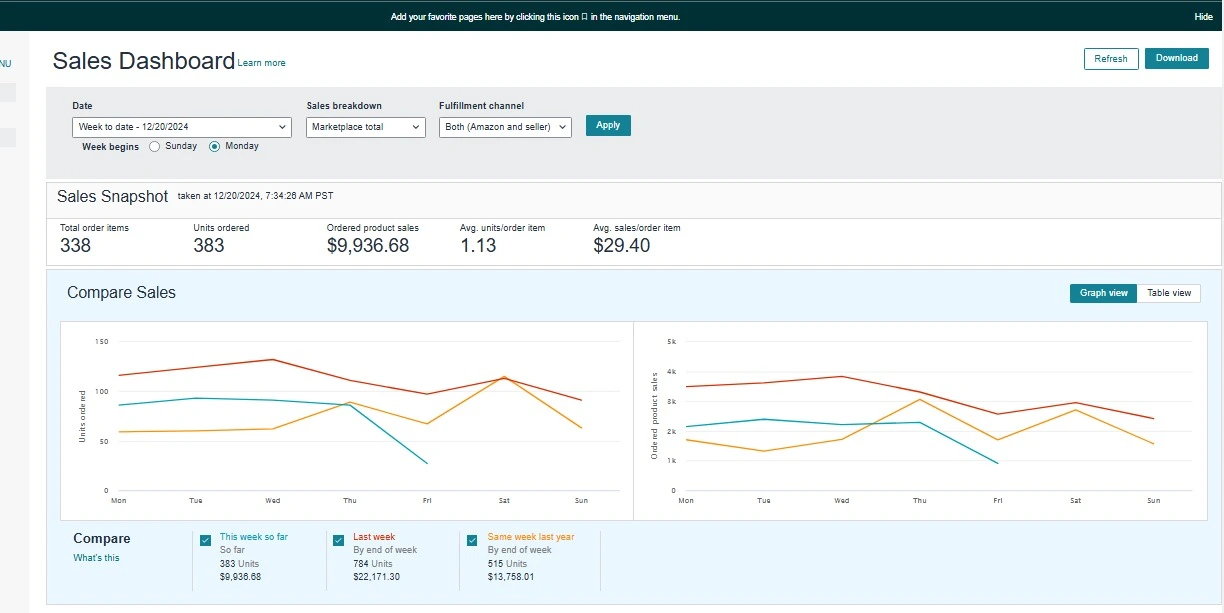 Add your favorite pages here by clicking this icon in the navigation menu.
Hide
NU
Sales Dashboard Learn more
Refresh
Download
Date
Sales breakdown
Fulfillment channel
Week to date - 12/20/2024
Marketplace total
Both (Amazon and seller)
Apply
Week begins Sunday Monday
Sales Snapshot taken at 12/20/2024, 7:34:26 AM PST
Total order items
338
Units ordered
383
Ordered product sales
$9,936.68
Avg. units/order item
1.13
Avg. sales/order item
$29.40
Compare Sales
Graph view
Table view
Units ordered
150
100
50
0
Mon Tue Wed Thu Fri Sat Sun
Ordered product sales
5k
4k
3k
2k
1k
0
Mon Tue Wed Thu Fri Sat Sun
Compare
What's this
This week so far
So far
383 Units
$9,936.68
Last week
By end of week
784 Units
$22,171.30
Same week last year
By end of week
515 Units
$13,758.01